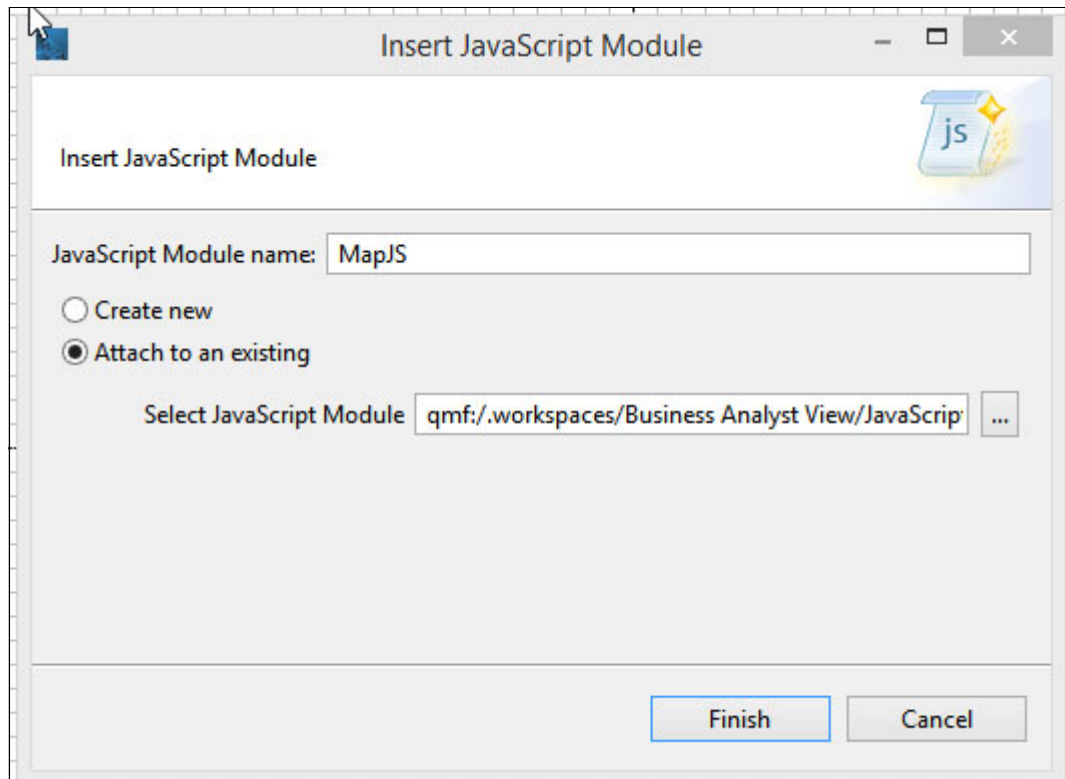 Insert JavaScript Module
Insert JavaScript Module
js
JavaScript Module name: MapJS
Create new
Attach to an existing
Select JavaScript Module qmf:/.workspaces/Business Analyst View/JavaScrip ...
Finish Cancel